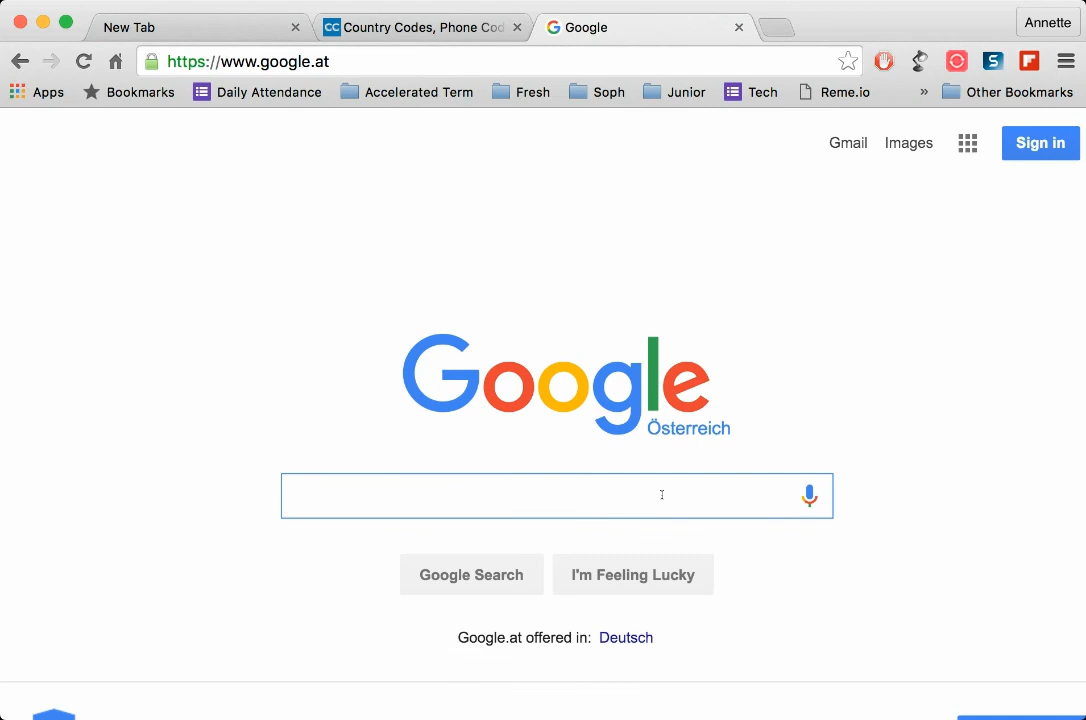 New Tab
Country Codes, Phone Cod
Google
Annette
https://www.google.at
Apps
Bookmarks
Daily Attendance
Accelerated Term
Fresh
Soph
Junior
Tech
Reme.io
»
Other Bookmarks
Gmail
Images
Sign in
Google
Österreich
Google Search
I'm Feeling Lucky
Google.at offered in: Deutsch